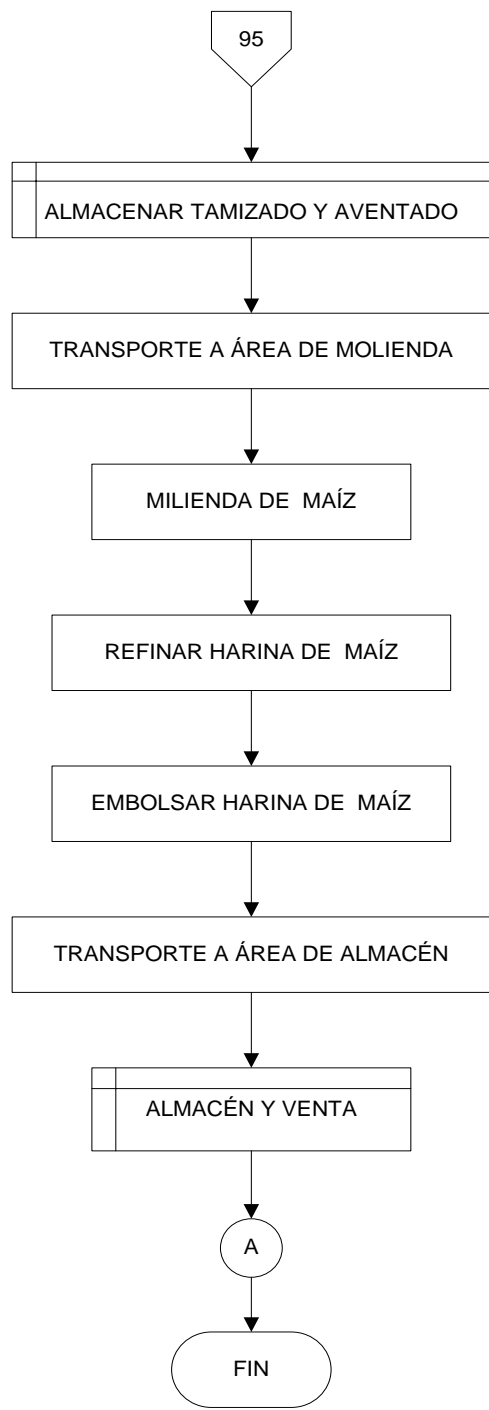 95
ALMACENAR TAMIZADO Y AVENTADO
TRANSPORTE A ÁREA DE MOLIENDA
MILIENDA DE  MAÍZ
REFINAR HARINA DE  MAÍZ
EMBOLSAR HARINA DE  MAÍZ
TRANSPORTE A ÁREA DE ALMACÉN
ALMACÉN Y VENTA
A
FIN